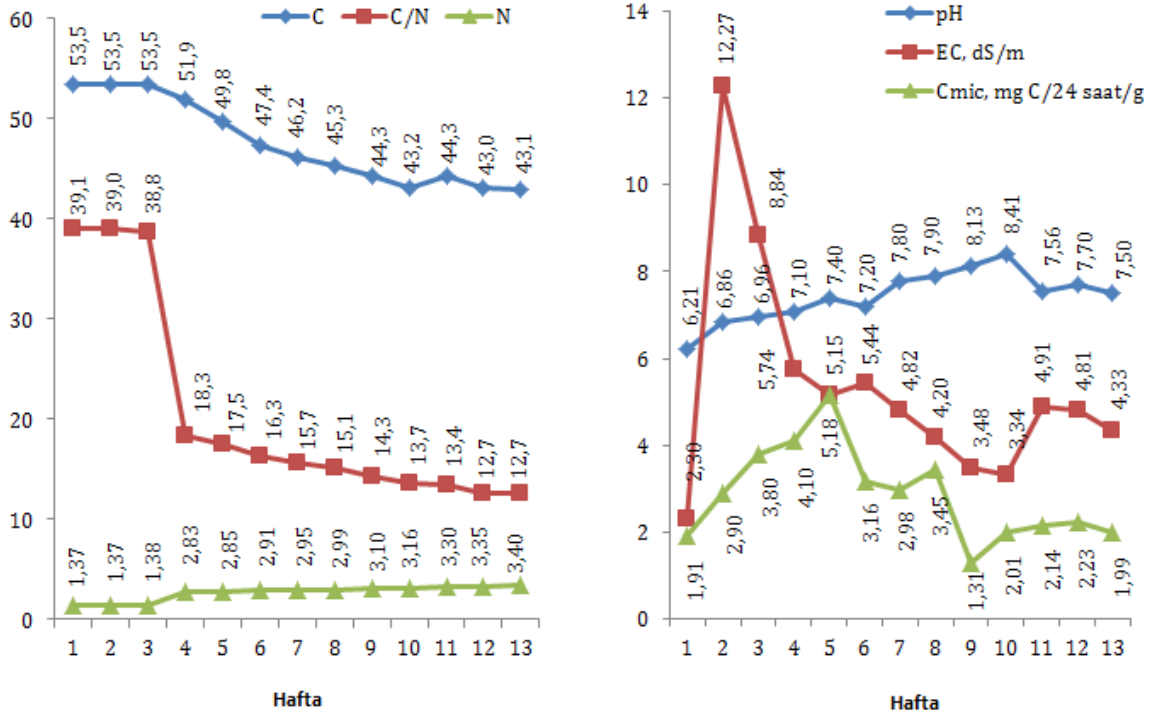 C C/N N
60
50
40
30
20
10
0
53,5 53,5 53,5 51,9 49,8 47,4 46,2 45,3 44,3 43,2 44,3 43,0 43,1
39,1 39,0 38,8 18,3 17,5 16,3 15,7 15,1 14,3 13,7 13,4 12,7 12,7
1,37 1,37 1,38 2,83 2,85 2,91 2,95 2,99 3,10 3,16 3,30 3,35 3,40
1 2 3 4 5 6 7 8 9 10 11 12 13
Hafta
pH
EC, dS/m
Cmic, mg C/24 saat/g
14
12
10
8
6
4
2
0
6,21 6,86 6,96 7,10 7,40 7,20 7,80 7,90 8,13 8,41 7,56 7,70 7,50
2,30 12,27 8,84 5,74 5,15 5,44 4,82 4,20 3,48 3,34 4,91 4,81 4,33
1,91 2,90 3,80 4,10 5,18 3,16 2,98 3,45 1,31 2,01 2,14 2,23 1,99
1 2 3 4 5 6 7 8 9 10 11 12 13
Hafta